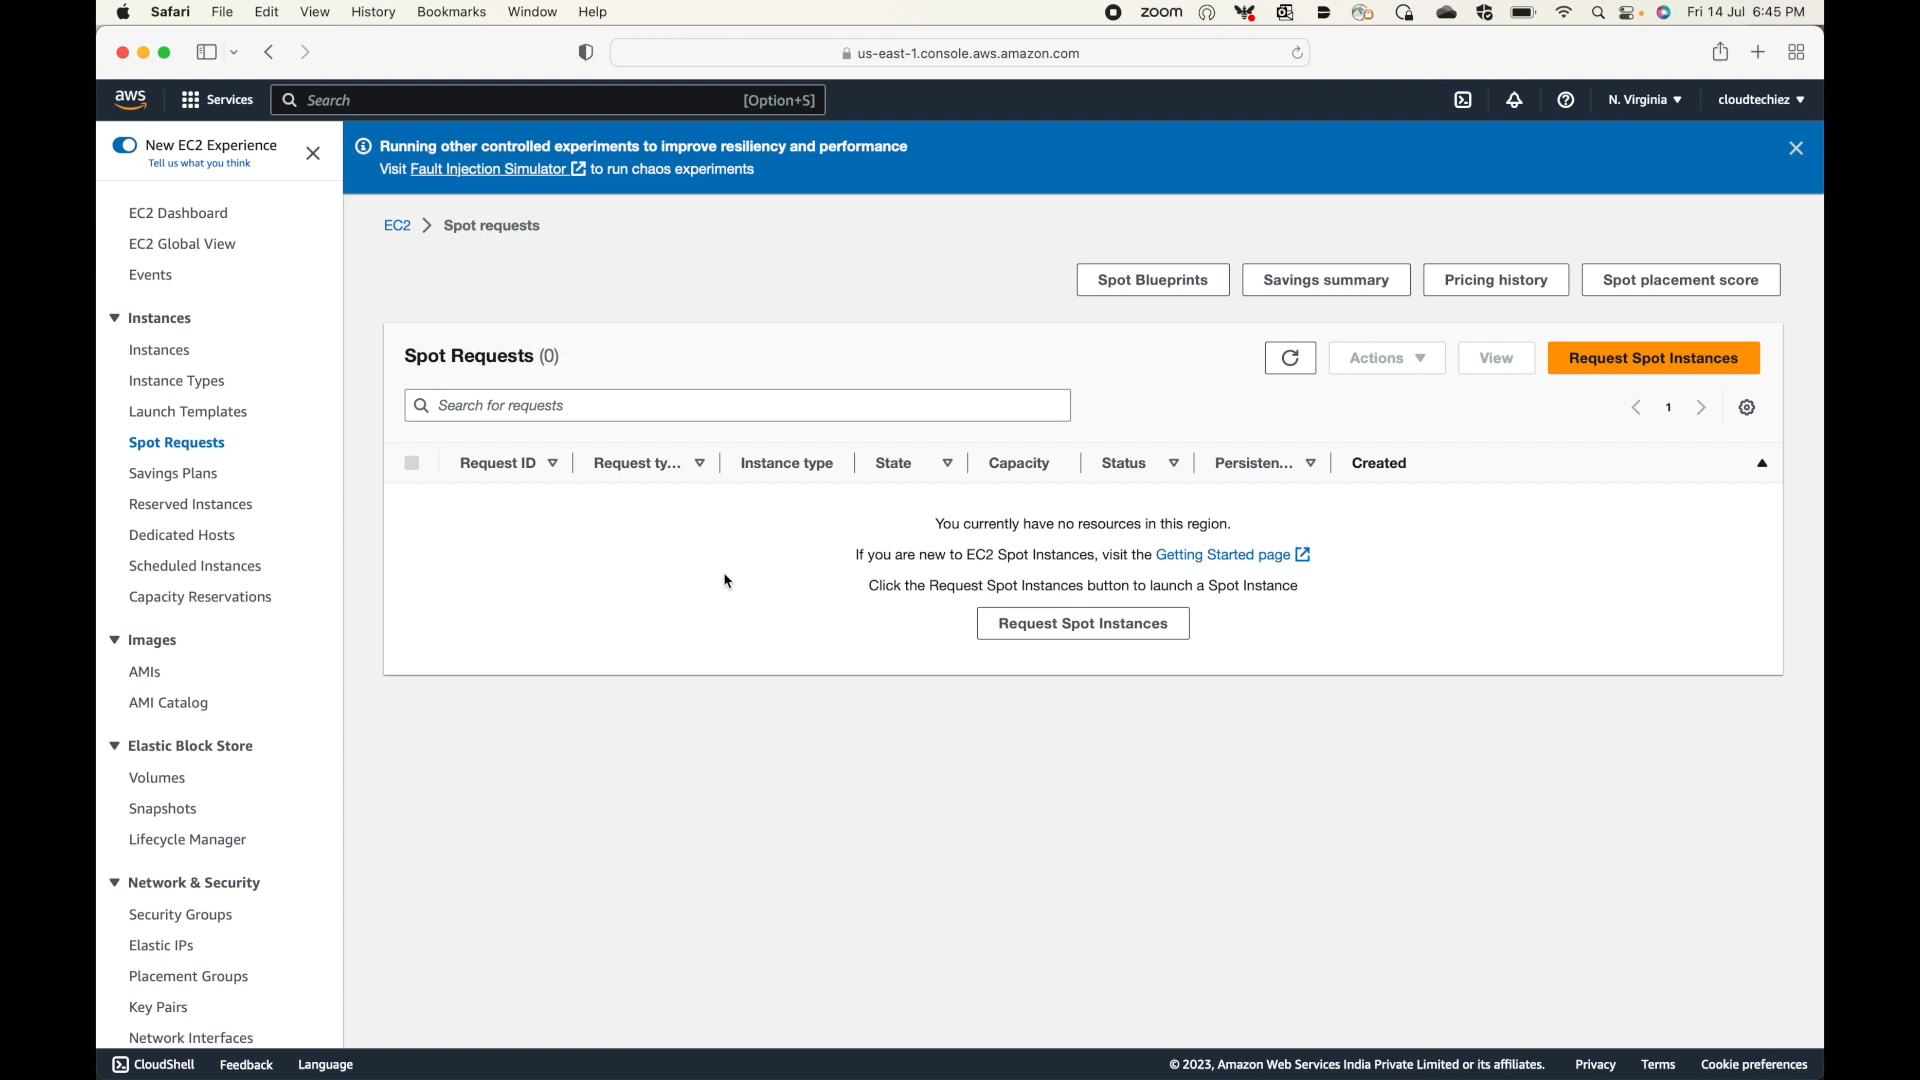 Safari File Edit View History Bookmarks Window Help zoom Fri 14 Jul 6:45 PM
us-east-1.console.aws.amazon.com
aws Services Search [Option+S] N. Virginia cloudtechiez
New EC2 Experience
Tell us what you think
Running other controlled experiments to improve resiliency and performance
Visit Fault Injection Simulator to run chaos experiments
EC2 Dashboard
EC2 Global View
Events
Instances
Instances
Instance Types
Launch Templates
Spot Requests
Savings Plans
Reserved Instances
Dedicated Hosts
Scheduled Instances
Capacity Reservations
Images
AMIs
AMI Catalog
Elastic Block Store
Volumes
Snapshots
Lifecycle Manager
Network & Security
Security Groups
Elastic IPs
Placement Groups
Key Pairs
Network Interfaces
EC2 > Spot requests
Spot Blueprints Savings summary Pricing history Spot placement score
Spot Requests (0) Actions View Request Spot Instances
Search for requests 1
Request ID Request ty... Instance type State Capacity Status Persisten... Created
You currently have no resources in this region.
If you are new to EC2 Spot Instances, visit the Getting Started page
Click the Request Spot Instances button to launch a Spot Instance
Request Spot Instances
CloudShell Feedback Language © 2023, Amazon Web Services India Private Limited or its affiliates. Privacy Terms Cookie preferences